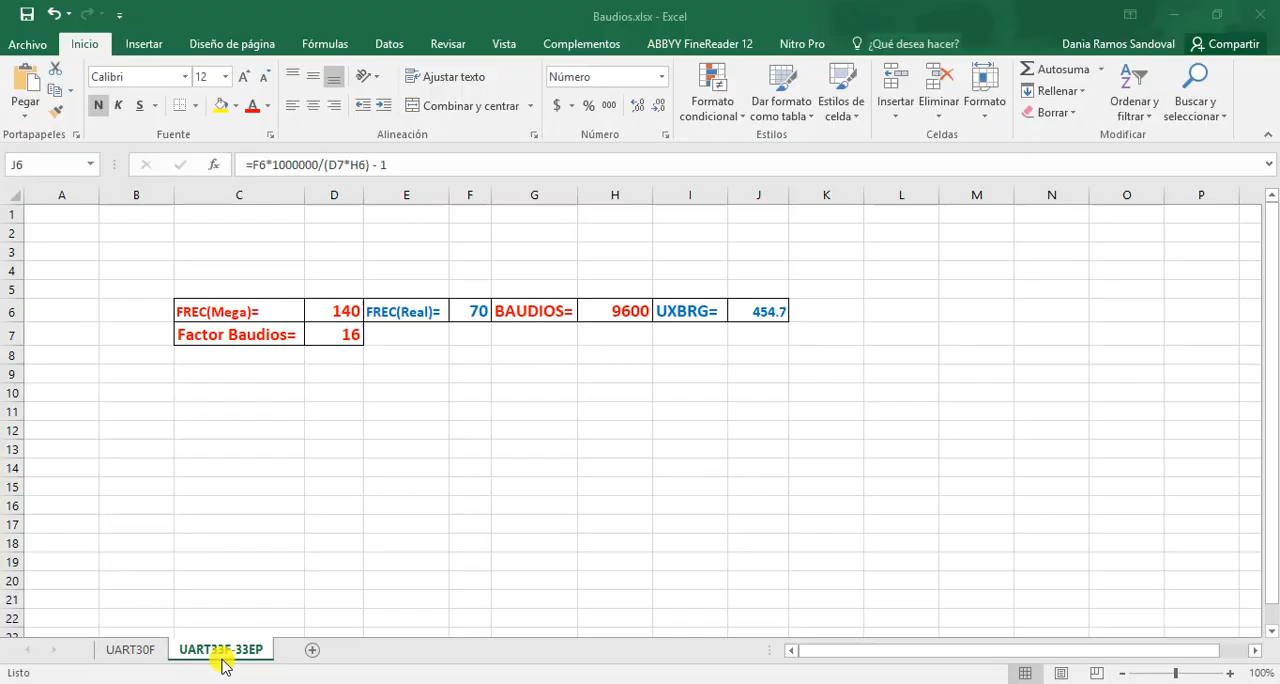 Baudios.xlsx - Excel
Archivo Inicio Insertar Diseño de página Fórmulas Datos Revisar Vista Complementos ABBYY FineReader 12 Nitro Pro ¿Qué desea hacer? Dania Ramos Sandoval Compartir
Calibri 12 Ajustar texto Número Autosuma
Pegar N K S A Combinar y centrar $ % 000 Formato condicional Dar formato como tabla Estilos de celda Insertar Eliminar Formato Rellenar Borrar Ordenar y filtrar Buscar y seleccionar
Portapapeles Fuente Alineación Número Estilos Celdas Modificar
J6 fx =F6*1000000/(D7*H6) - 1
A B C D E F G H I J K L M N O P
1
2
3
4
5
6 FREC(Mega)= 140 FREC(Real)= 70 BAUDIOS= 9600 UXBRG= 454.7
7 Factor Baudios= 16
8
9
10
11
12
13
14
15
16
17
18
19
20
21
22
23
UART30F UART33F-33EP
Listo 100%